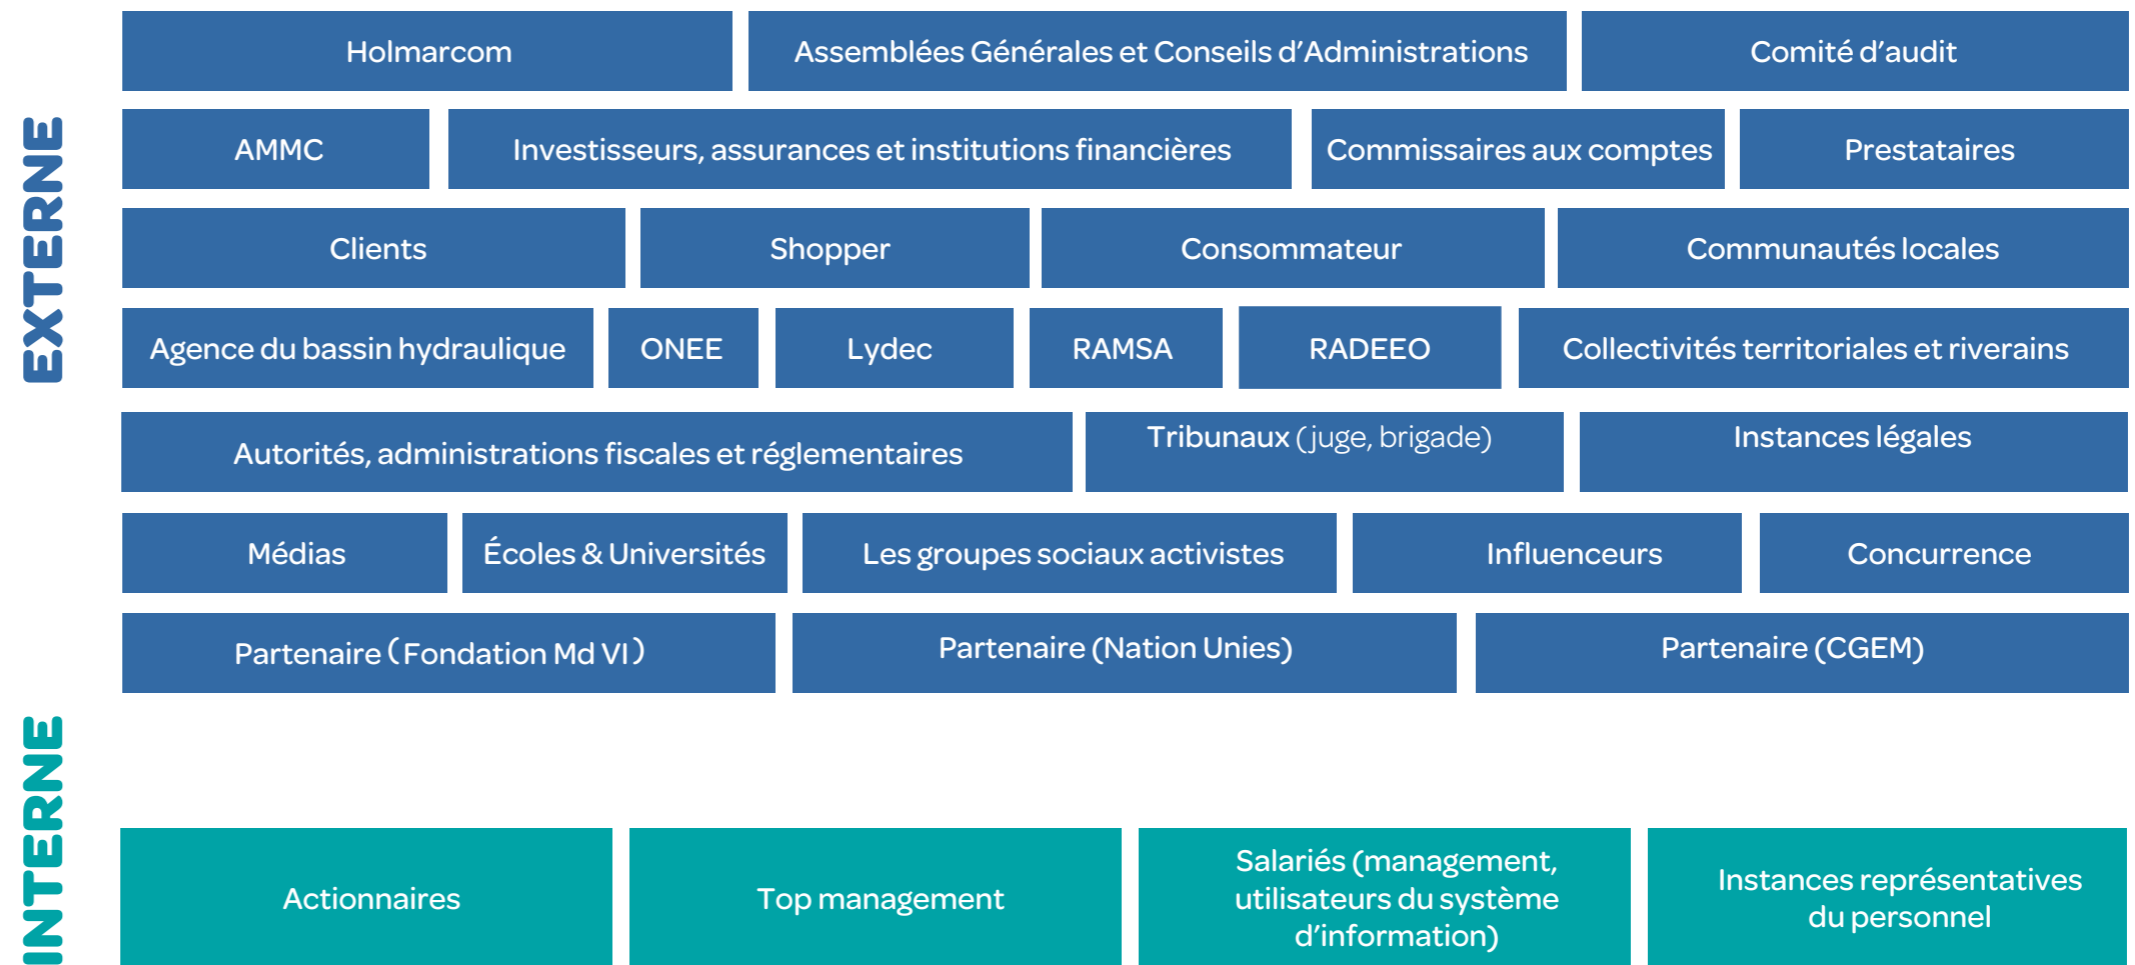 EXTERNE
Holmarcom
Assemblées Générales et Conseils d'Administrations
Comité d'audit
AMMC
Investisseurs, assurances et institutions financières
Commissaires aux comptes
Prestataires
Clients
Shopper
Consommateur
Communautés locales
Agence du bassin hydraulique
ONEE
Lydec
RAMSA
RADEEO
Collectivités territoriales et riverains
Autorités, administrations fiscales et réglementaires
Tribunaux (juge, brigade)
Instances légales
Médias
Écoles & Universités
Les groupes sociaux activistes
Influenceurs
Concurrence
Partenaire (Fondation Md VI)
Partenaire (Nation Unies)
Partenaire (CGEM)
INTERNE
Actionnaires
Top management
Salariés (management,
utilisateurs du système
d'information)
Instances représentatives
du personnel